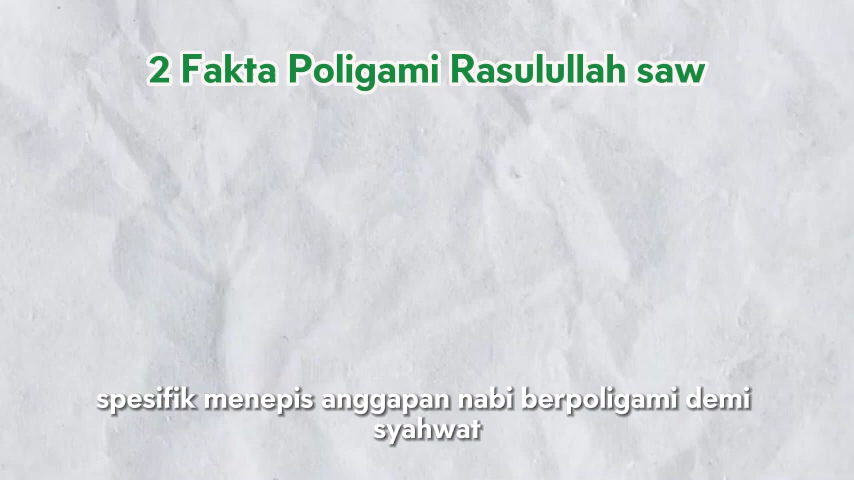 2 Fakta Poligami Rasulullah saw
spesifik menepis anggapan nabi berpoligami demi
syahwat